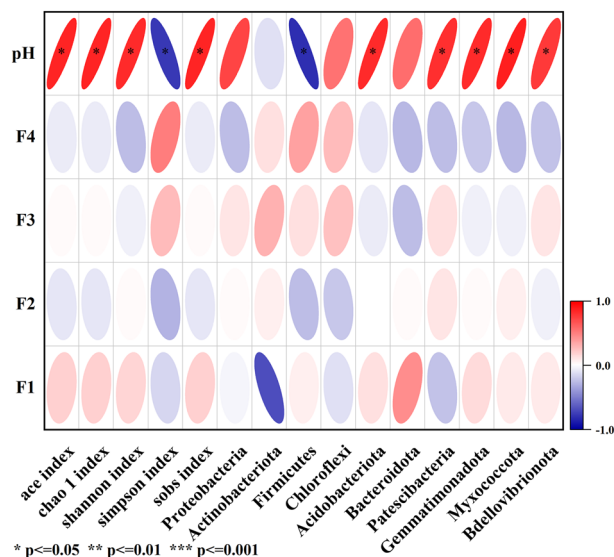 pH
* * * * * * * * * * * *
F4
F3
F2
F1
1.0
0.0
-1.0
ace index
chao 1 index
shannon index
simpson index
sobs index
Proteobacteria
Actinobacteriota
Firmicutes
Chloroflexi
Acidobacteriota
Bacteroidota
Patescibacteria
Gemmatimonadota
Myxococcota
Bdellovibrionota
* p<=0.05 ** p<=0.01 *** p<=0.001